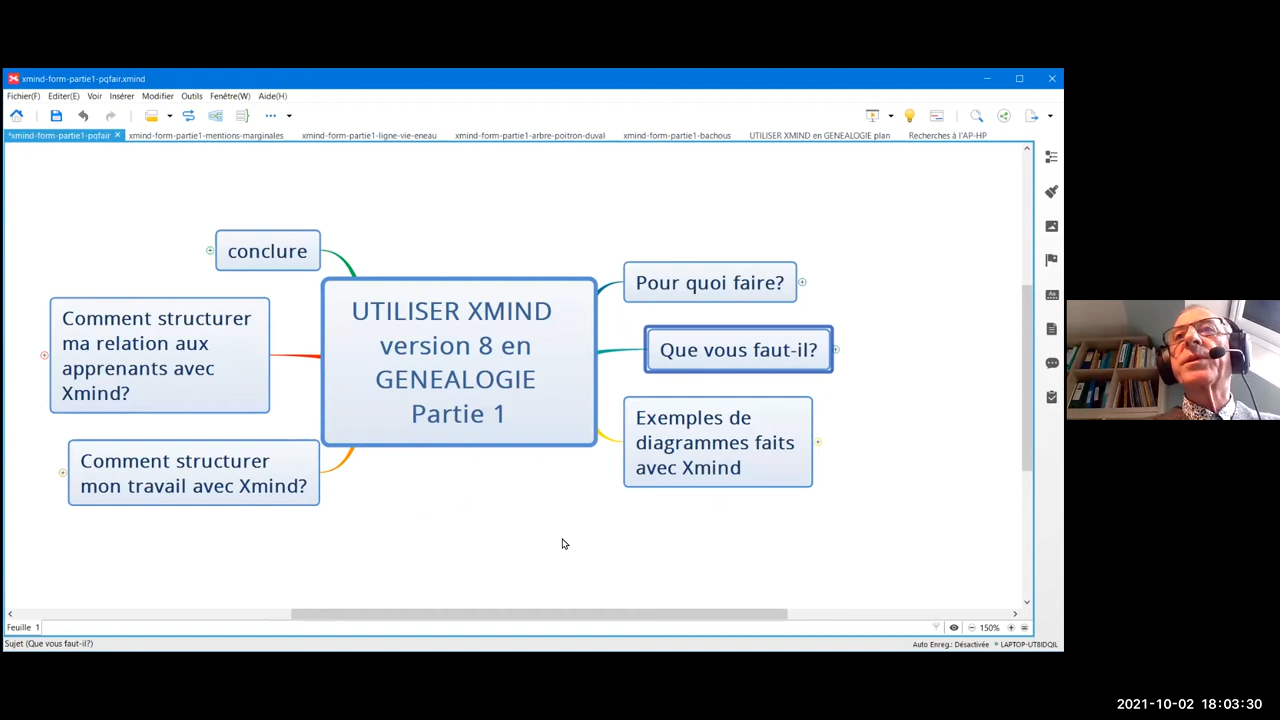 xmind-form-partie1-pqfair.xmind
Fichier(F) Editer(E) Voir Insérer Modifier Outils Fenêtre(W) Aide(H)
*xmind-form-partie1-pqfair xmind-form-partie1-mentions-marginales xmind-form-partie1-ligne-vie-eneau xmind-form-partie1-arbre-poitron-duval xmind-form-partie1-bachous UTILISER XMIND en GENEALOGIE plan Recherches à l'AP-HP
conclure
Comment structurer
ma relation aux
apprenants avec
Xmind?
Comment structurer
mon travail avec Xmind?
UTILISER XMIND
version 8 en
GENEALOGIE
Partie 1
Pour quoi faire?
Que vous faut-il?
Exemples de
diagrammes faits
avec Xmind
Feuille 1
150%
Sujet (Que vous faut-il?)
Auto Enreg.: Désactivée LAPTOP-UT8IDQIL
2021-10-02 18:03:30